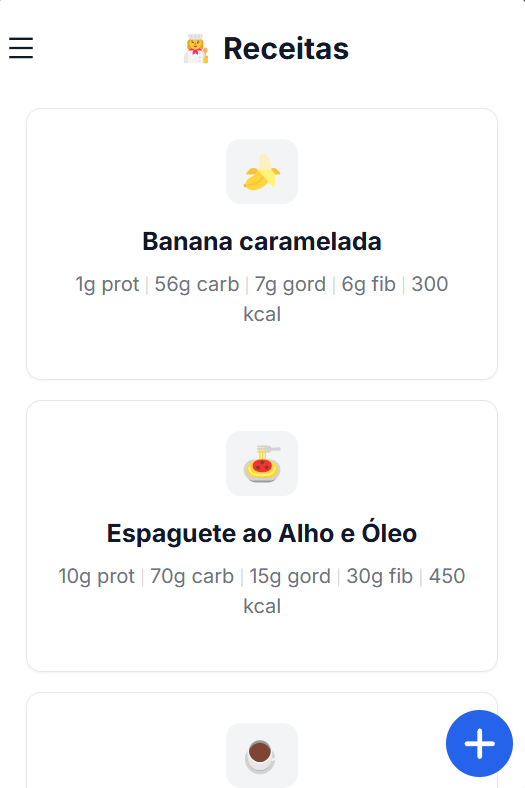 Receitas
Banana caramelada
1g prot | 56g carb | 7g gord | 6g fib | 300
kcal
Espaguete ao Alho e Óleo
10g prot | 70g carb | 15g gord | 30g fib | 450
kcal